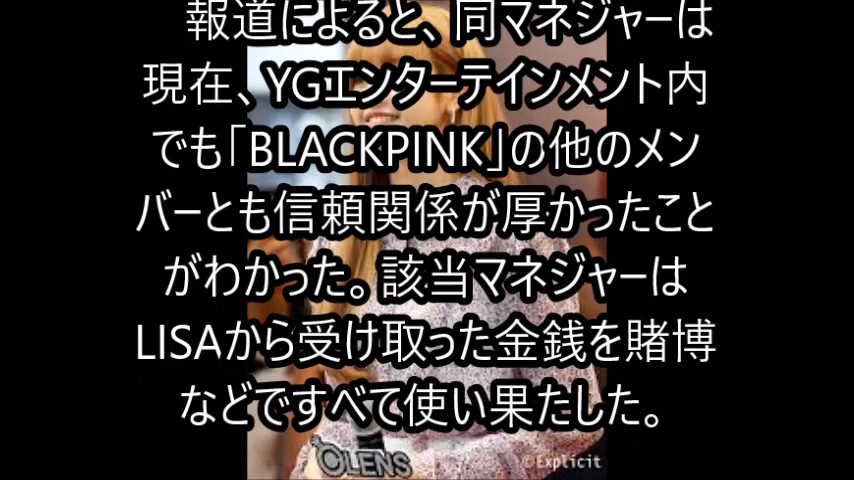 報道によると、同マネジャーは
現在、YGエンターテインメント内
でも「BLACKPINK」の他のメン
バーとも信頼関係が厚かったこと
がわかった。該当マネジャーは
LISAから受け取った金銭を賭博
などですべて使い果たした。
OLENS
©Explicit